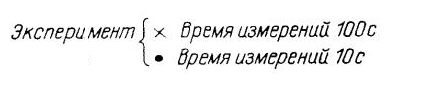 Эксперимент { × Время измерений 100с
• Время измерений 10с